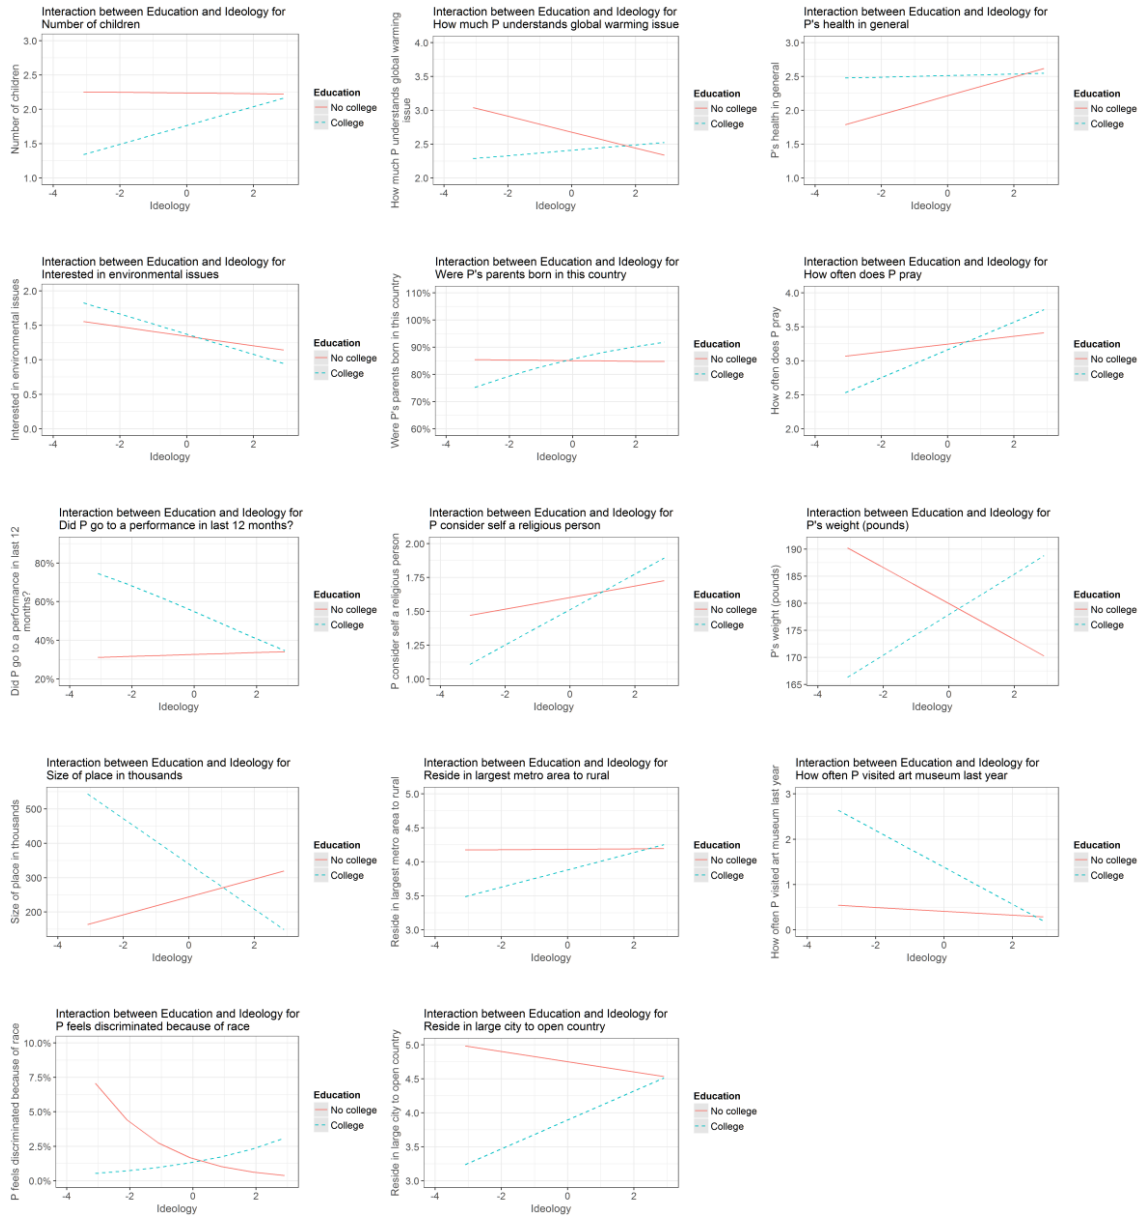 Interaction between Education and Ideology for
Number of children
Number of children
3.0
2.5
2.0
1.5
1.0
-4
-2
0
2
4
Ideology
Education
No college
College
Interaction between Education and Ideology for
How much P understands global warming issue
How much P understands global warming
issue
4.0
3.5
3.0
2.5
2.0
-4
-2
0
2
4
Ideology
Education
No college
College
Interaction between Education and Ideology for
P's health in general
P's health in general
3.0
2.5
2.0
1.5
1.0
-4
-2
0
2
4
Ideology
Education
No college
College
Interaction between Education and Ideology for
Interested in environmental issues
Interested in environmental issues
2.0
1.5
1.0
0.5
0.0
-4
-2
0
2
4
Ideology
Education
No college
College
Interaction between Education and Ideology for
Were P's parents born in this country
Were P's parents born in this country
110%
100%
90%
80%
70%
60%
-4
-2
0
2
4
Ideology
Education
No college
College
Interaction between Education and Ideology for
How often does P pray
How often does P pray
4.0
3.5
3.0
2.5
2.0
-4
-2
0
2
4
Ideology
Education
No college
College
Interaction between Education and Ideology for
Did P go to a performance in last 12 months?
Did P go to a performance in last 12
months?
80%
60%
40%
20%
-4
-2
0
2
4
Ideology
Education
No college
College
Interaction between Education and Ideology for
P consider self a religious person
P consider self a religious person
2.00
1.75
1.50
1.25
1.00
-4
-2
0
2
4
Ideology
Education
No college
College
Interaction between Education and Ideology for
P's weight (pounds)
P's weight (pounds)
190
185
180
175
170
165
-4
-2
0
2
4
Ideology
Education
No college
College
Interaction between Education and Ideology for
Size of place in thousands
Size of place in thousands
500
400
300
200
-4
-2
0
2
4
Ideology
Education
No college
College
Interaction between Education and Ideology for
Reside in largest metro area to rural
Reside in largest metro area to rural
5.0
4.5
4.0
3.5
3.0
-4
-2
0
2
4
Ideology
Education
No college
College
Interaction between Education and Ideology for
How often P visited art museum last year
How often P visited art museum last year
3
2
1
0
-4
-2
0
2
4
Ideology
Education
No college
College
Interaction between Education and Ideology for
P feels discriminated because of race
P feels discriminated because of race
10.0%
7.5%
5.0%
2.5%
0.0%
-4
-2
0
2
4
Ideology
Education
No college
College
Interaction between Education and Ideology for
Reside in large city to open country
Reside in large city to open country
5.0
4.5
4.0
3.5
3.0
-4
-2
0
2
4
Ideology
Education
No college
College